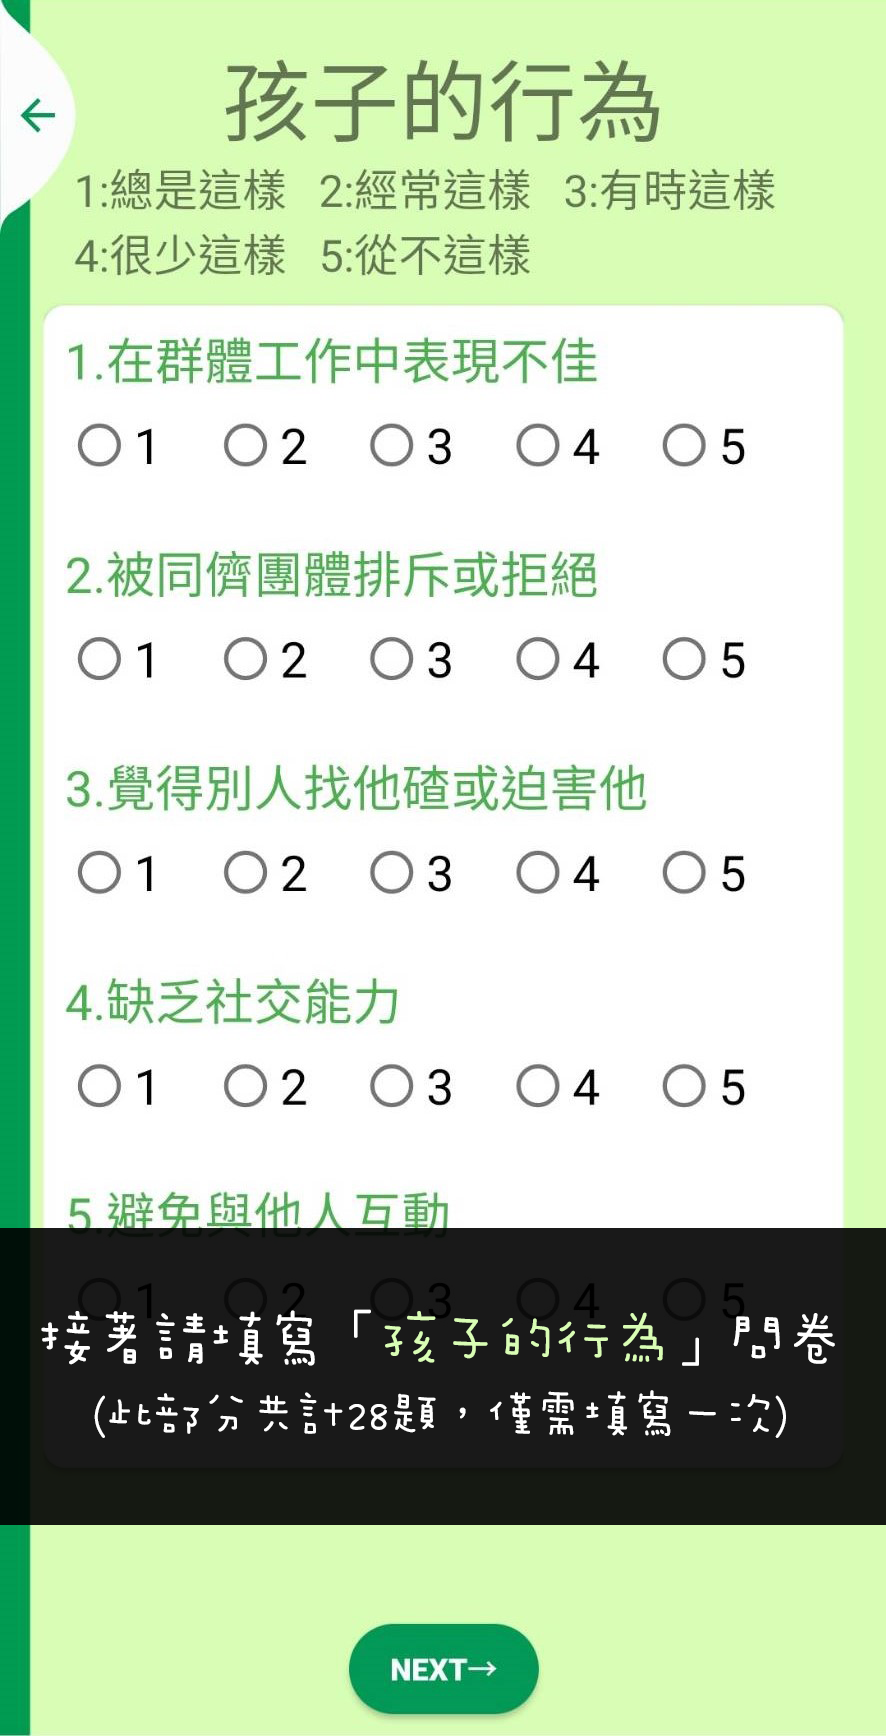 孩子的行為
1:總是這樣 2:經常這樣 3:有時這樣
4:很少這樣 5:從不這樣
1.在群體工作中表現不佳
1 2 3 4 5
2.被同儕團體排斥或拒絕
1 2 3 4 5
3.覺得別人找他碴或迫害他
1 2 3 4 5
4.缺乏社交能力
1 2 3 4 5
5.避免與他人互動
1 2 3 4 5
接著請填寫「孩子的行為」問卷
(此部分共計28題，僅需填寫一次)
NEXT→